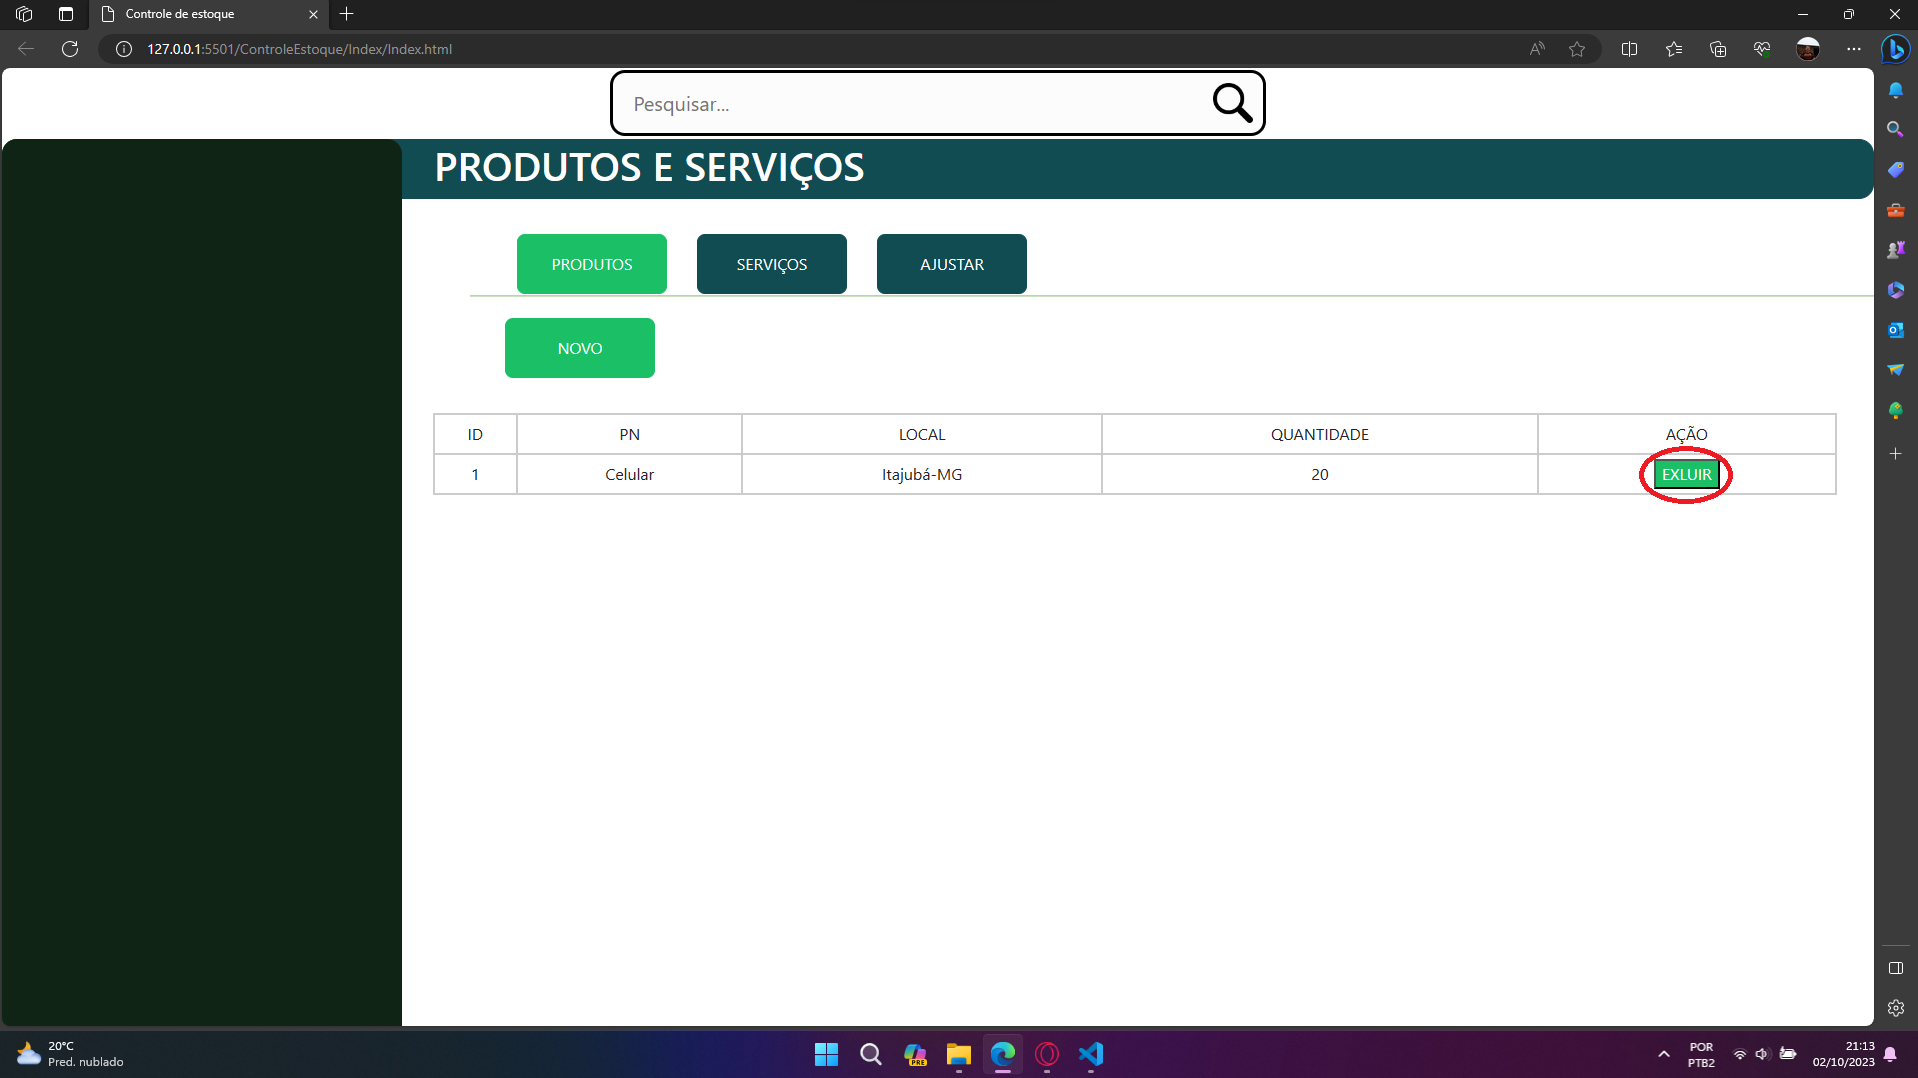 Controle de estoque
127.0.0.1:5501/ControleEstoque/Index/Index.html
Pesquisar...
PRODUTOS E SERVIÇOS
PRODUTOS SERVIÇOS AJUSTAR
NOVO
ID PN LOCAL QUANTIDADE AÇÃO
1 Celular Itajubá-MG 20 EXLUIR
20°C
Pred. nublado
PRE
POR
PTB2
21:13
02/10/2023